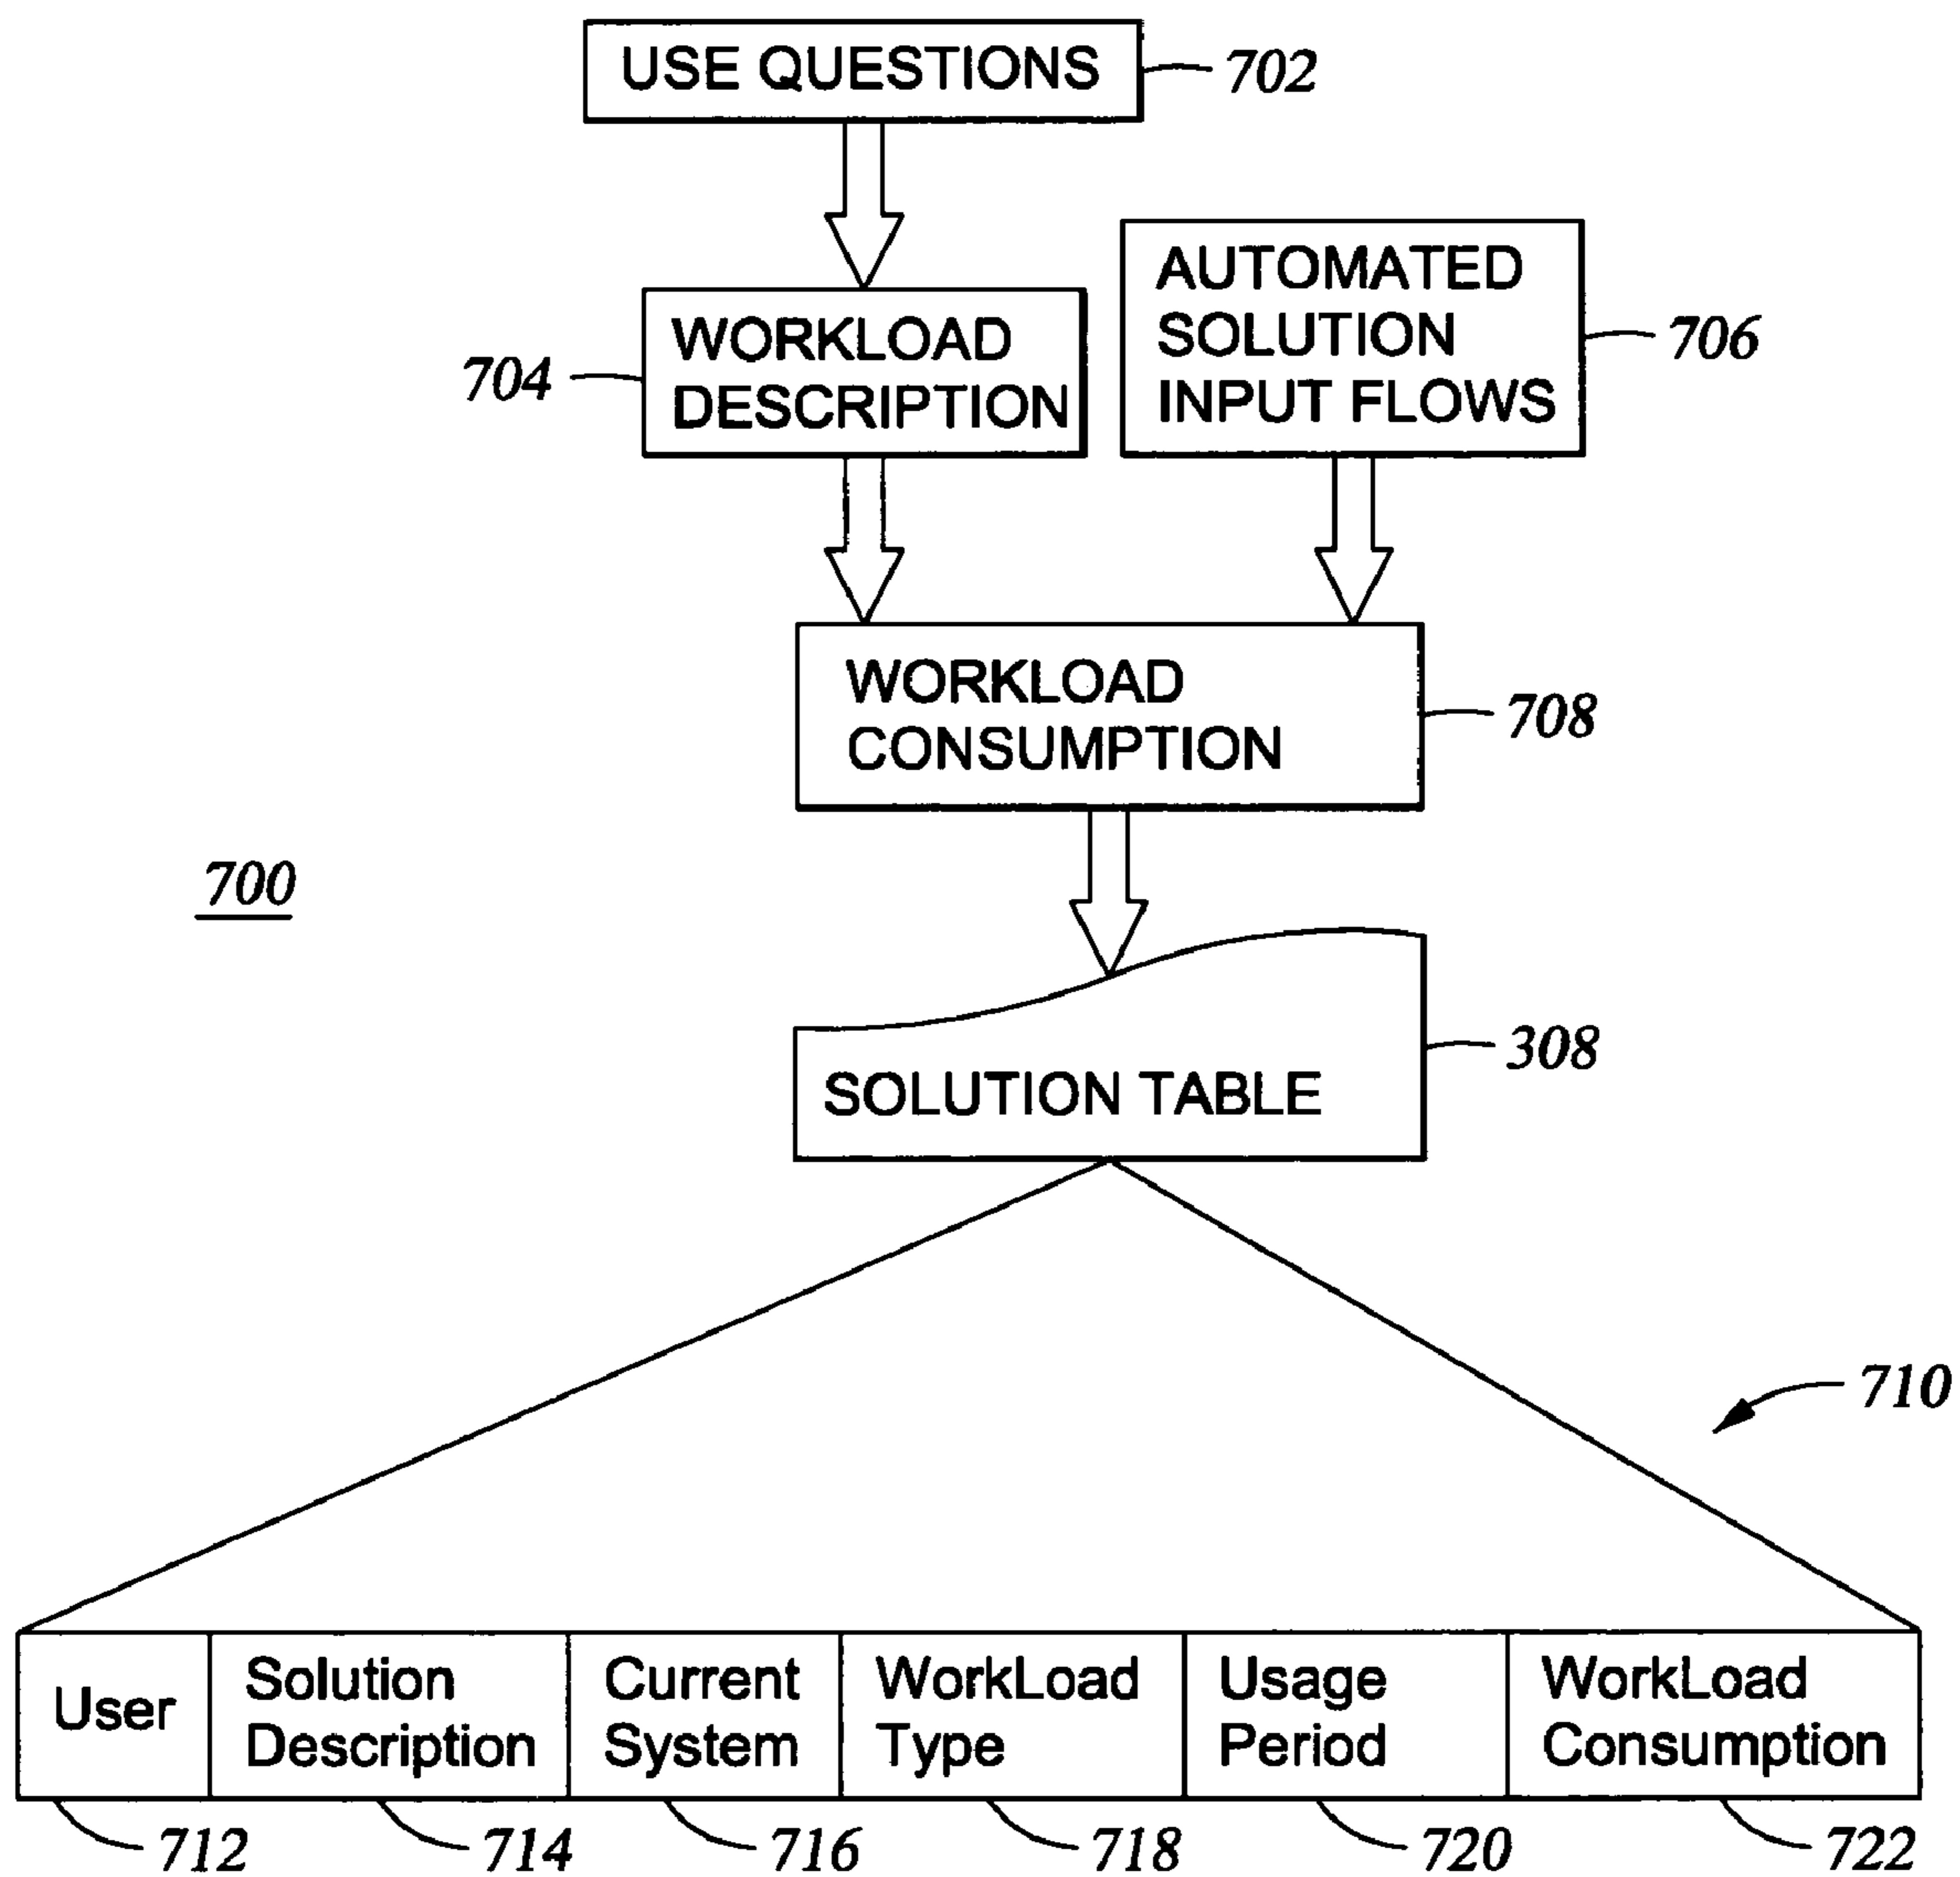 USE QUESTIONS
702
AUTOMATED
SOLUTION
INPUT FLOWS
706
WORKLOAD
DESCRIPTION
704
WORKLOAD
CONSUMPTION
708
700
SOLUTION TABLE
308
710
User
Solution
Description
Current
System
WorkLoad
Type
Usage
Period
WorkLoad
Consumption
712
714
716
718
720
722